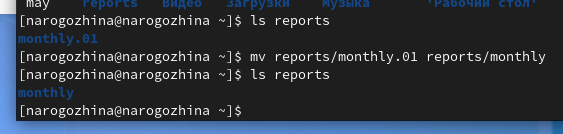 may reports Видео Загрузки Музыка 'Рабочий стол'
[narogozhina@narogozhina ~]$ ls reports
monthly.01
[narogozhina@narogozhina ~]$ mv reports/monthly.01 reports/monthly
[narogozhina@narogozhina ~]$ ls reports
monthly
[narogozhina@narogozhina ~]$